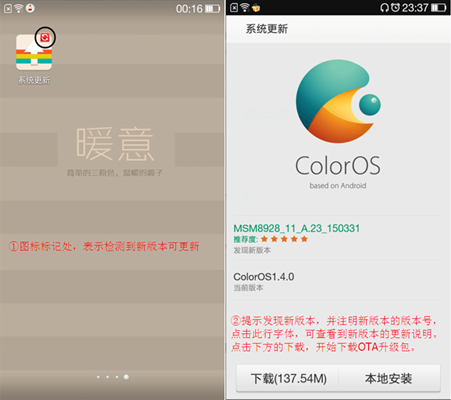 00:16
系统更新
暖意
简单的三颜色，温暖的调子
①图标标记处，表示检测到新版本可更新
23:37
系统更新
ColorOS
based on Android
MSM8928_11_A.23_150331
推荐度:
发现新版本
ColorOS1.4.0
当前版本
②提示发现新版本，并注明新版本的版本号，
点击此行字体，可查看到新版本的更新说明。
点击下方的下载，开始下载OTA升级包。
下载(137.54M)
本地安装